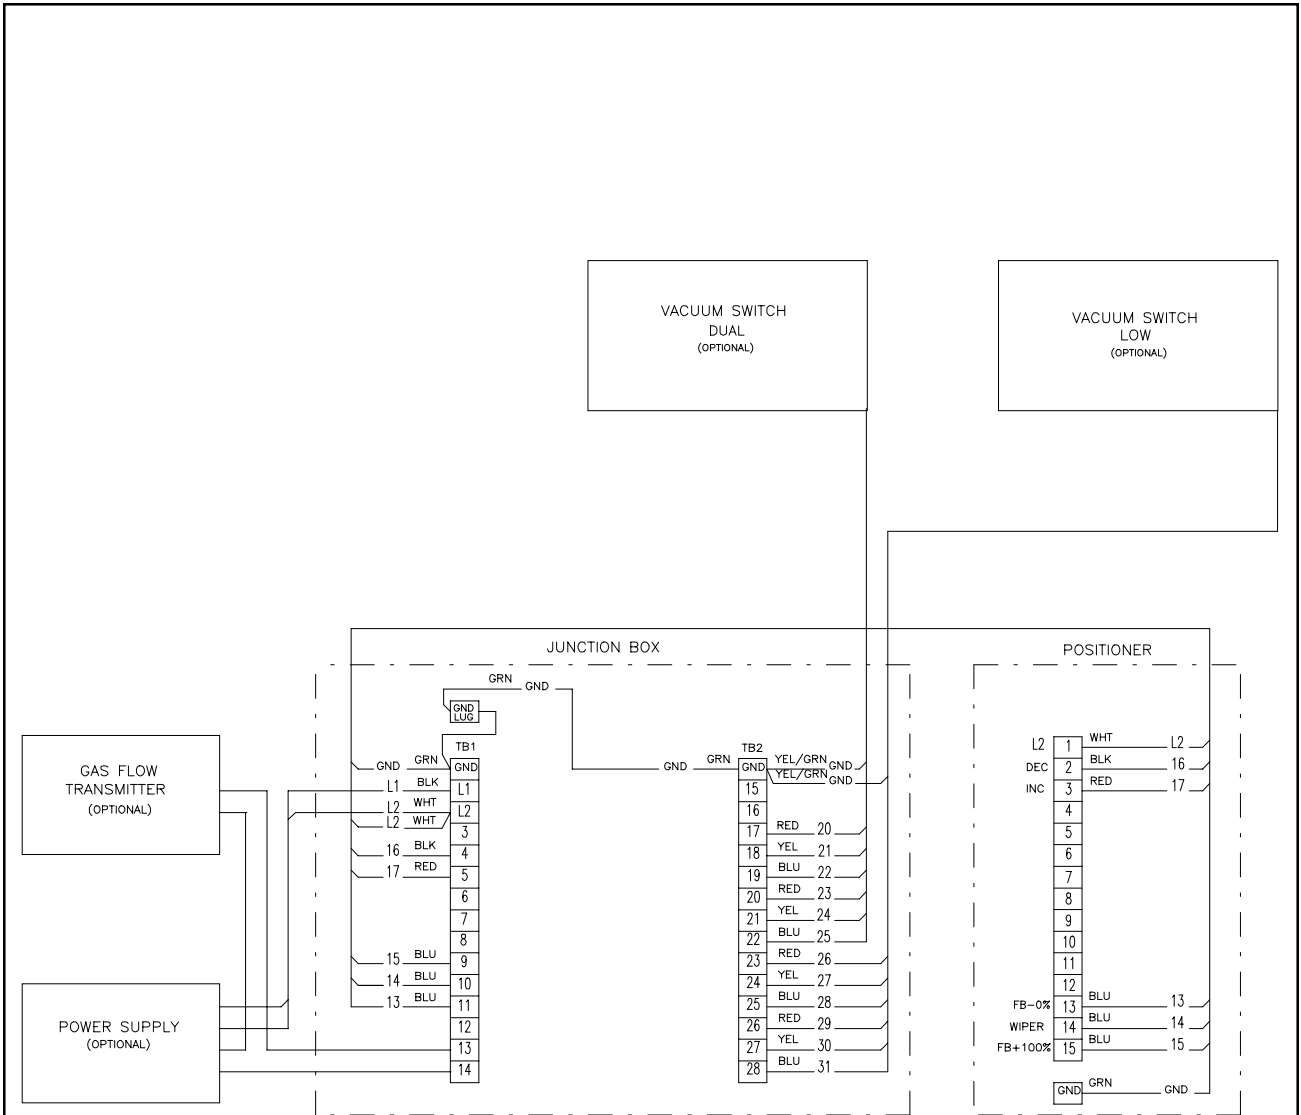 VACUUM SWITCH
DUAL
(OPTIONAL)
VACUUM SWITCH
LOW
(OPTIONAL)
JUNCTION BOX
POSITIONER
GRN GND
GND
LUG
TB1
GND GRN GND
L1 BLK L1
L2 WHT L2
L2 WHT
3
16 BLK 4
17 RED 5
6
7
8
15 BLU 9
14 BLU 10
13 BLU 11
12
13
14
TB2
GND GRN GND YEL/GRN GND
YEL/GRN GND
15
16
17 RED 20
18 YEL 21
19 BLU 22
20 RED 23
21 YEL 24
22 BLU 25
23 RED 26
24 YEL 27
25 BLU 28
26 RED 29
27 YEL 30
28 BLU 31
L2 1 WHT L2
DEC 2 BLK 16
INC 3 RED 17
4
5
6
7
8
9
10
11
12
FB-0% 13 BLU 13
WIPER 14 BLU 14
FB+100% 15 BLU 15
GND GRN GND
GAS FLOW
TRANSMITTER
(OPTIONAL)
POWER SUPPLY
(OPTIONAL)